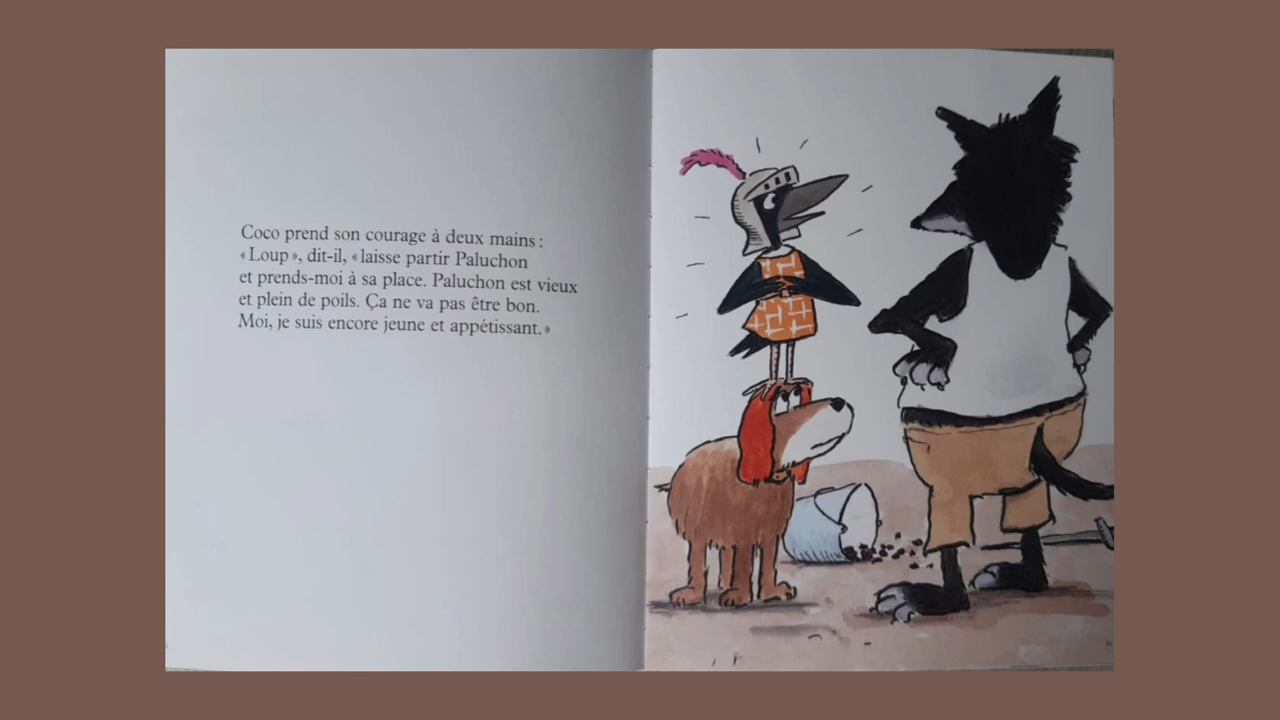 Coco prend son courage à deux mains :
« Loup », dit-il, « laisse partir Paluchon
et prends-moi à sa place. Paluchon est vieux
et plein de poils. Ça ne va pas être bon.
Moi, je suis encore jeune et appétissant. »